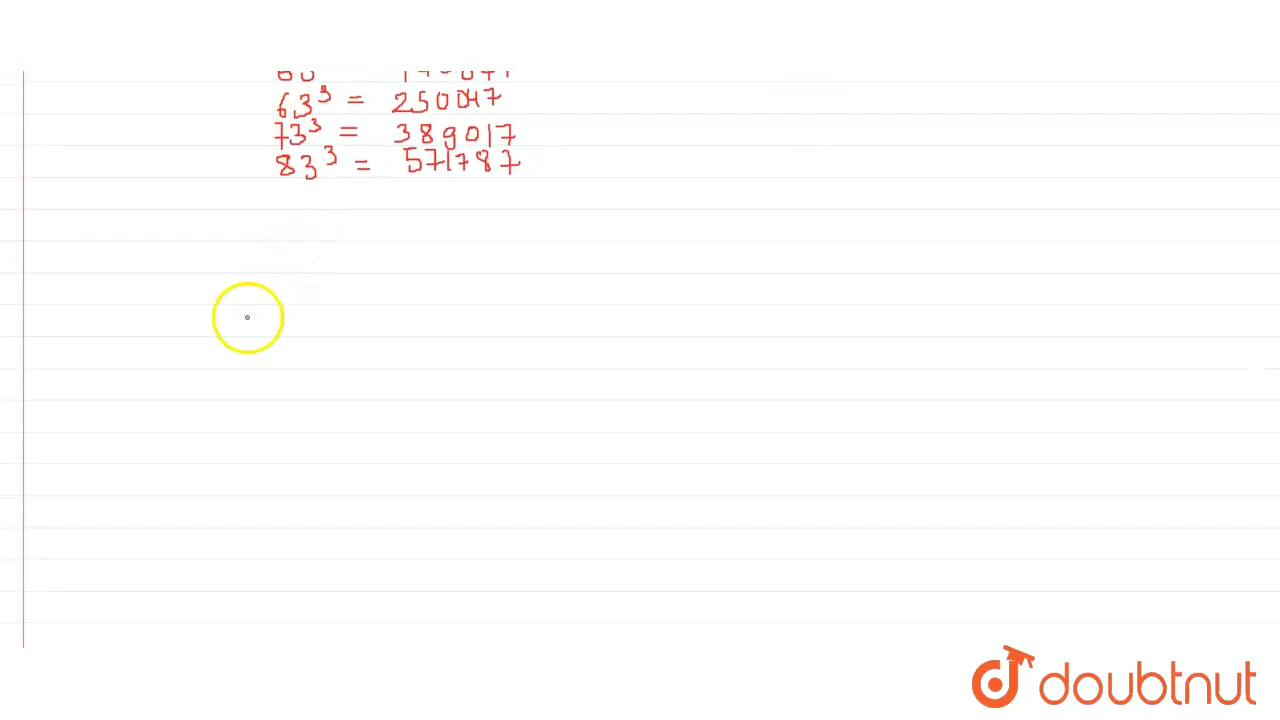 63³ = 250047
73³ = 389017
83³ = 571787
doubtnut